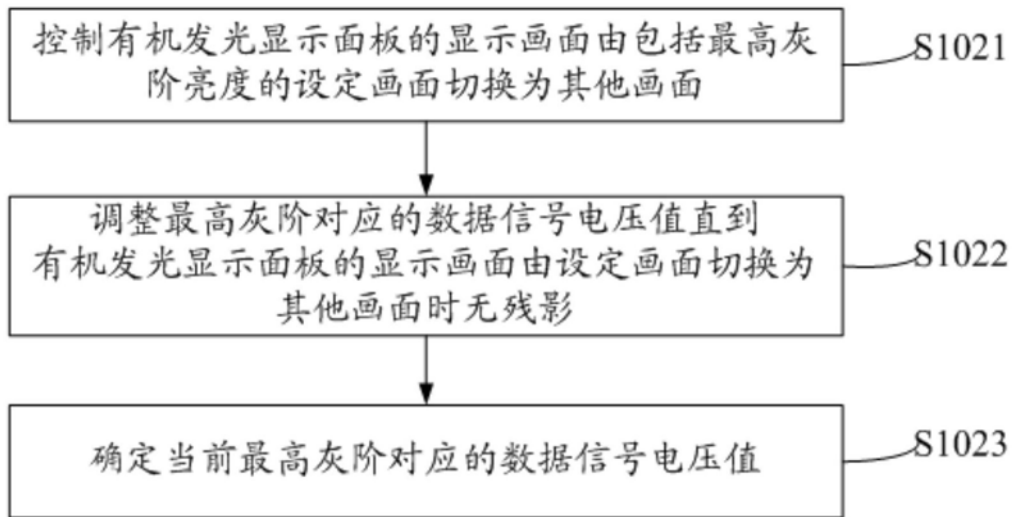 控制有机发光显示面板的显示画面由包括最高灰
阶亮度的设定画面切换为其他画面
S1021
调整最高灰阶对应的数据信号电压值直到
有机发光显示面板的显示画面由设定画面切换为
其他画面时无残影
S1022
确定当前最高灰阶对应的数据信号电压值
S1023